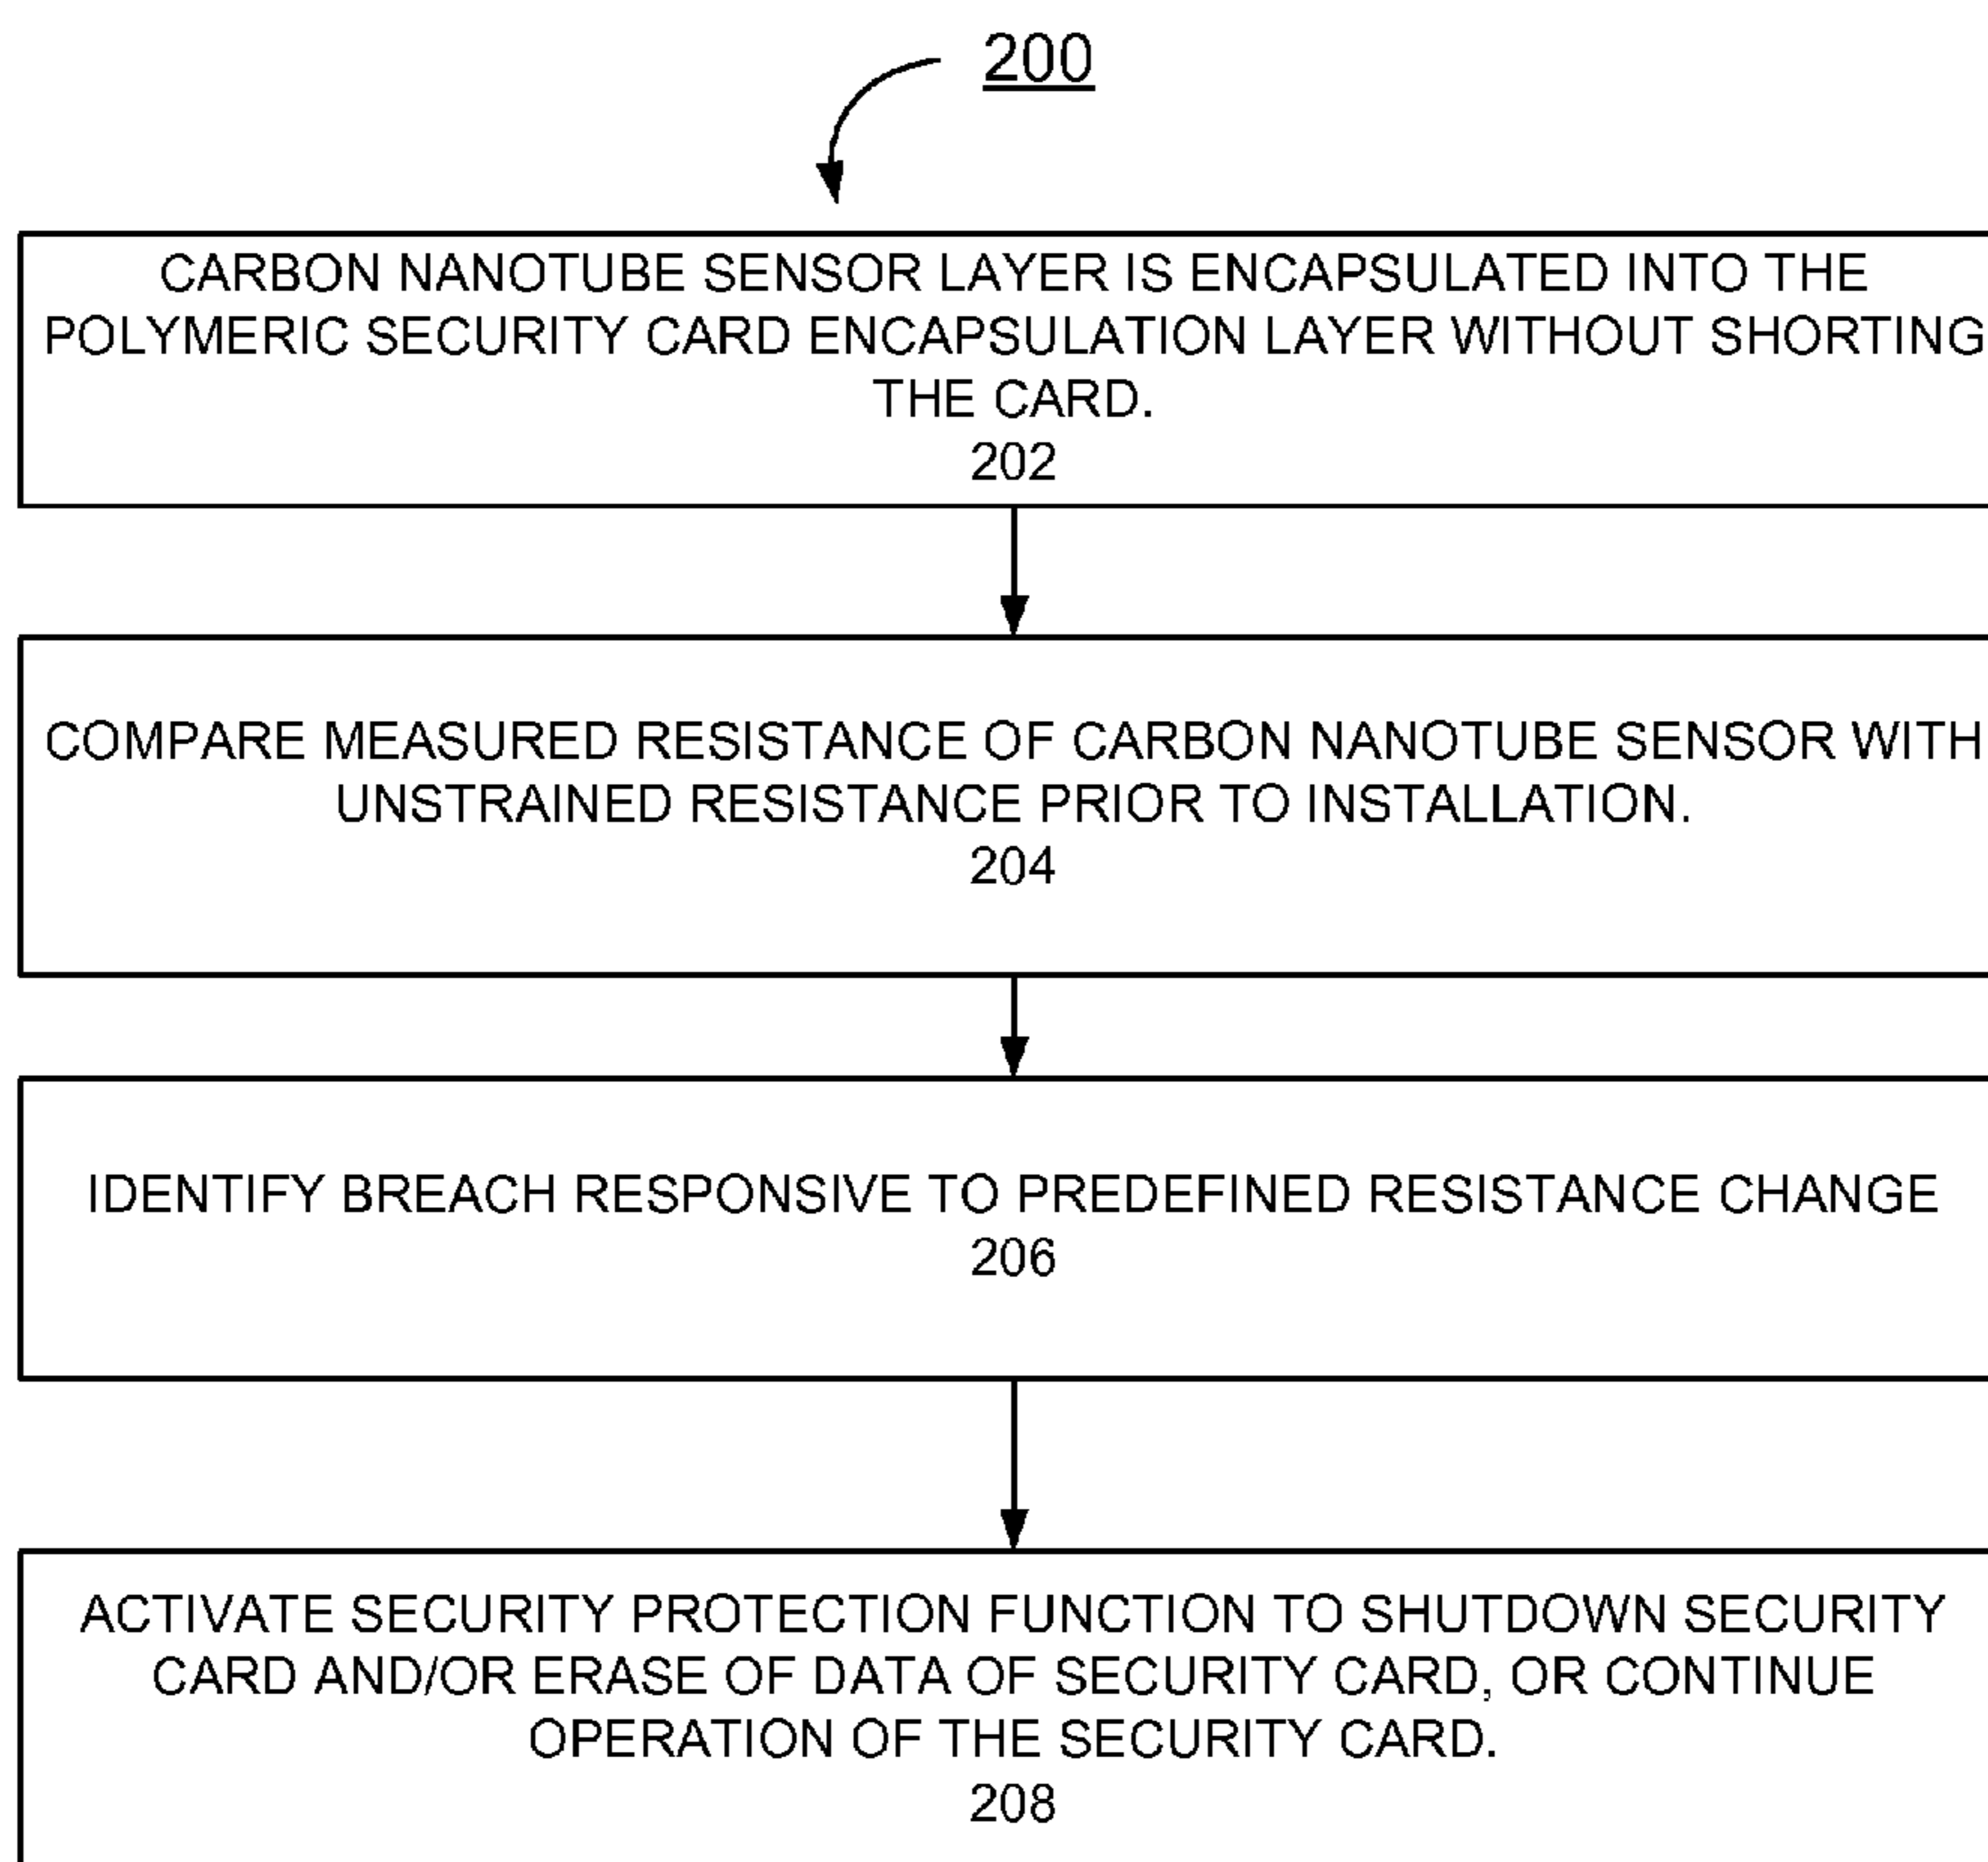 200
CARBON NANOTUBE SENSOR LAYER IS ENCAPSULATED INTO THE
POLYMERIC SECURITY CARD ENCAPSULATION LAYER WITHOUT SHORTING
THE CARD.
202
COMPARE MEASURED RESISTANCE OF CARBON NANOTUBE SENSOR WITH
UNSTRAINED RESISTANCE PRIOR TO INSTALLATION.
204
IDENTIFY BREACH RESPONSIVE TO PREDEFINED RESISTANCE CHANGE
206
ACTIVATE SECURITY PROTECTION FUNCTION TO SHUTDOWN SECURITY
CARD AND/OR ERASE OF DATA OF SECURITY CARD, OR CONTINUE
OPERATION OF THE SECURITY CARD.
208